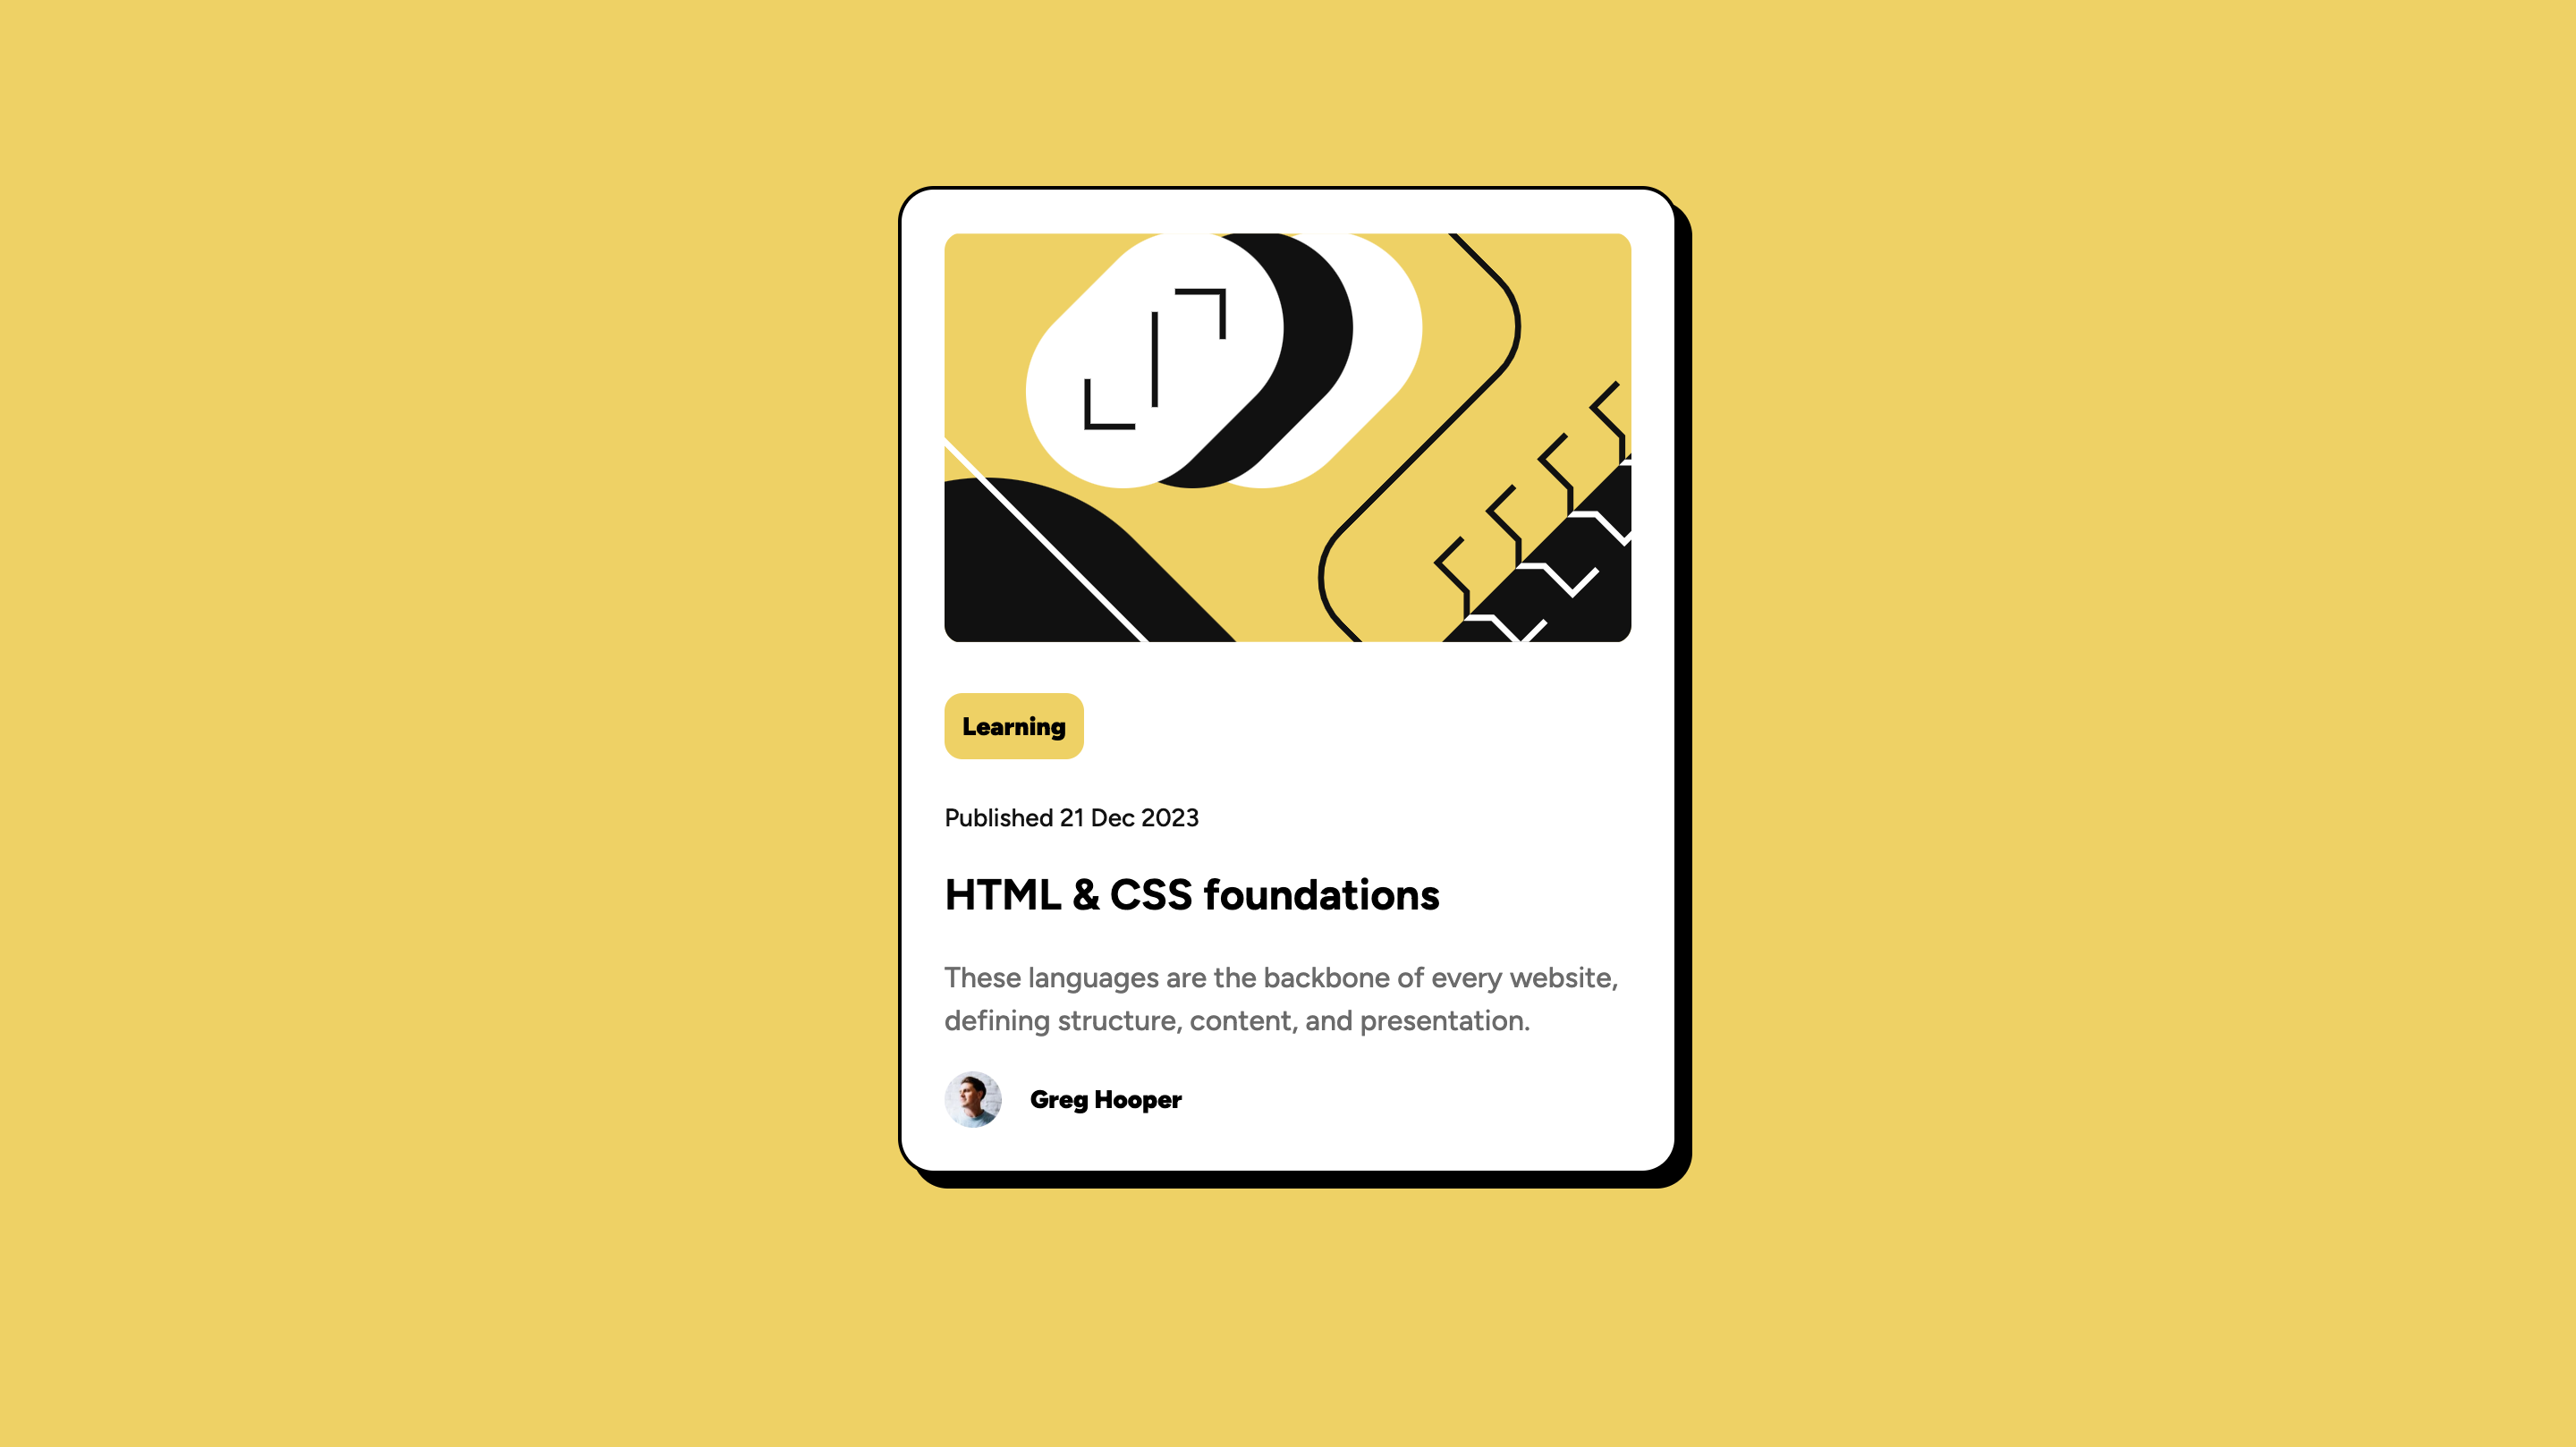 Learning
Published 21 Dec 2023
HTML & CSS foundations
These languages are the backbone of every website,
defining structure, content, and presentation.
Greg Hooper